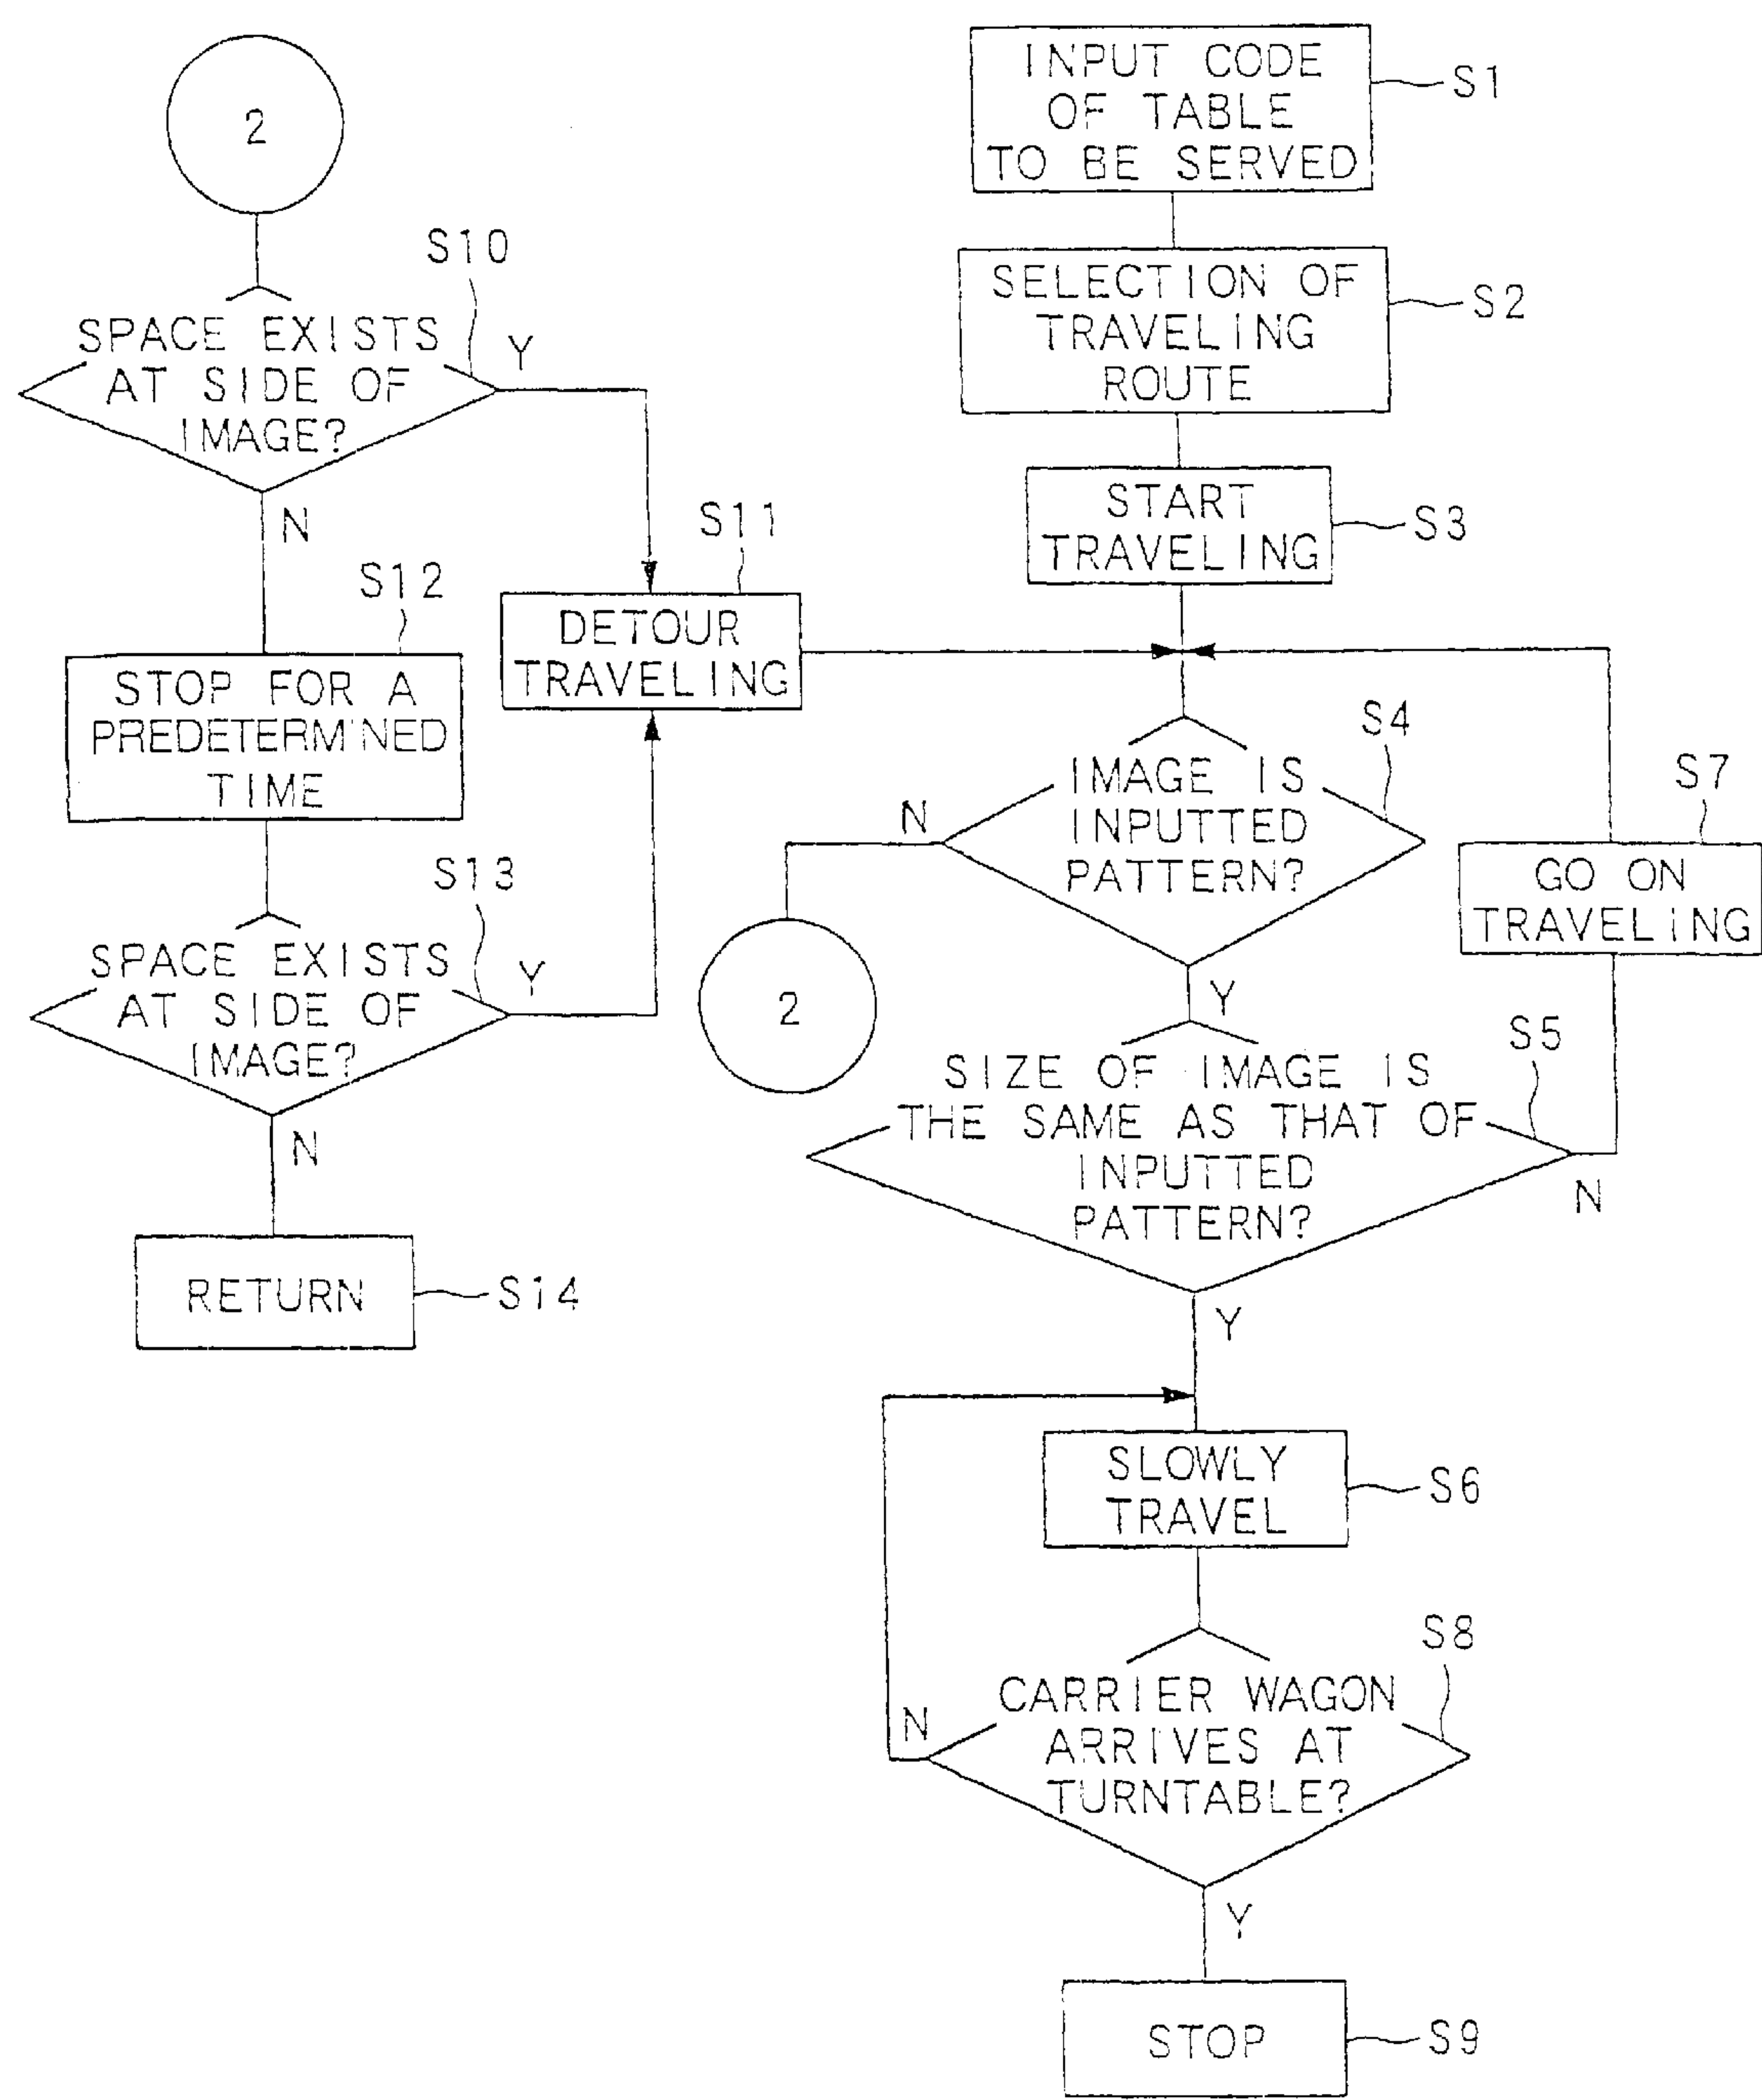 2
S10
SPACE EXISTS
AT SIDE OF
IMAGE?
Y
N
S11
DETOUR
TRAVELING
S12
STOP FOR A
PREDETERMINED
TIME
S13
SPACE EXISTS
AT SIDE OF
IMAGE?
Y
N
RETURN
S14
INPUT CODE
OF TABLE
TO BE SERVED
S1
SELECTION OF
TRAVELING
ROUTE
S2
START
TRAVELING
S3
S4
IMAGE IS
INPUTTED
PATTERN?
N
2
Y
S7
GO ON
TRAVELING
S5
SIZE OF IMAGE IS
THE SAME AS THAT OF
INPUTTED
PATTERN?
N
Y
SLOWLY
TRAVEL
S6
S8
CARRIER WAGON
ARRIVES AT
TURNTABLE?
N
Y
STOP
S9